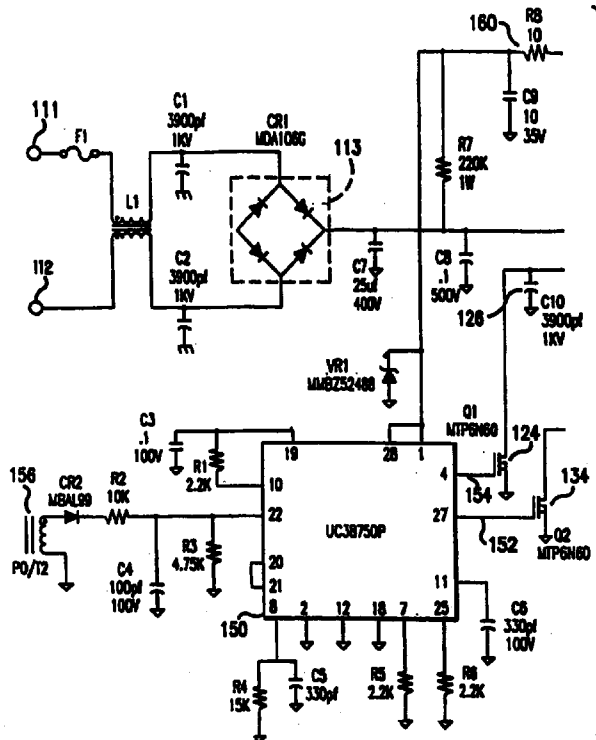 160
R8
10
111
F1
C1
3900pf
1KV
CR1
MDA106G
113
C9
10
35V
R7
220K
1W
L1
112
C2
3900pf
1KV
C7
25uf
400V
C8
.1
500V
126
C10
3900pf
1KV
VR1
MMBZ5248B
C3
.1
100V
Q1
MTP6N60
124
156
CR2
MBAL99
R2
10K
R1
2.2K
19
28
1
10
4
154
134
22
UC38750P
27
152
Q2
MTP6N60
PO/T2
C4
100pf
100V
R3
4.75K
20
21
11
150
8
2
12
18
7
25
C6
330pf
100V
R4
15K
C5
330pf
R5
2.2K
R6
2.2K